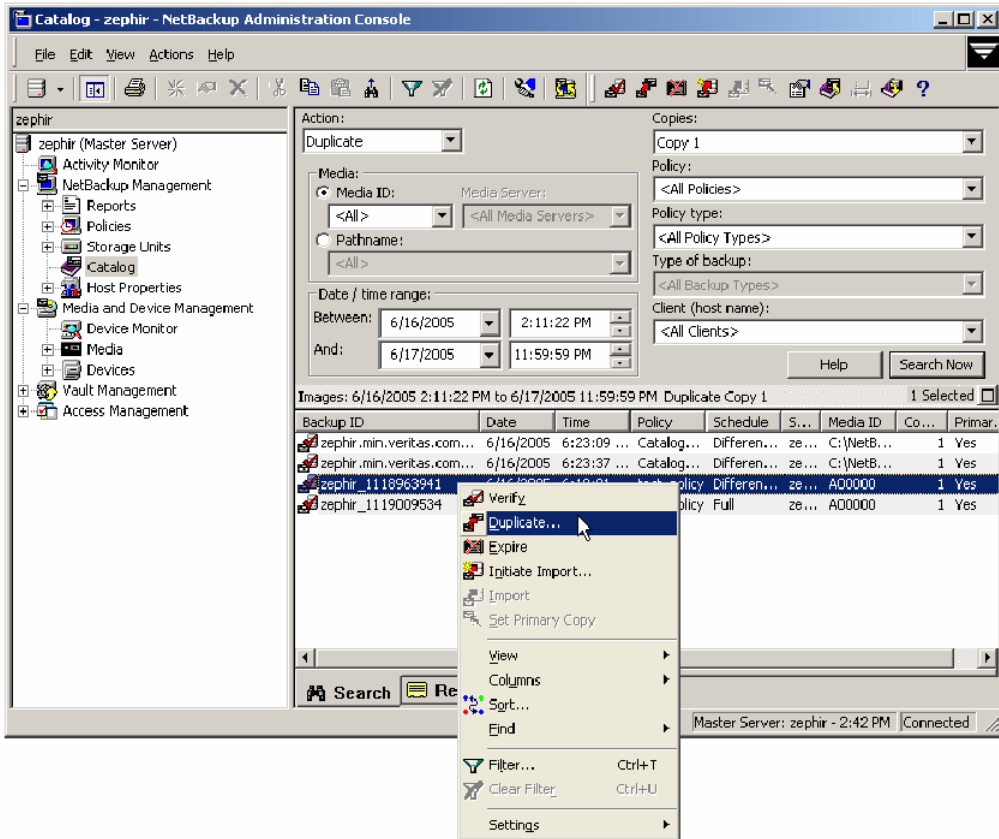 Catalog - zephir - NetBackup Administration Console
File Edit View Actions Help
zephir
zephir (Master Server)
Activity Monitor
NetBackup Management
Reports
Policies
Storage Units
Catalog
Host Properties
Media and Device Management
Device Monitor
Media
Devices
Vault Management
Access Management
Action:
Duplicate
Media:
Media ID: Media Server:
<All> <All Media Servers>
Pathname:
<All>
Date / time range:
Between: 6/16/2005 2:11:22 PM
And: 6/17/2005 11:59:59 PM
Copies:
Copy 1
Policy:
<All Policies>
Policy type:
<All Policy Types>
Type of backup:
<All Backup Types>
Client (host name):
<All Clients>
Help Search Now
Images: 6/16/2005 2:11:22 PM to 6/17/2005 11:59:59 PM Duplicate Copy 1 1 Selected
Backup ID Date Time Policy Schedule S... Media ID Co... Primar.
zephir.min.veritas.com... 6/16/2005 6:23:09 ... Catalog... Differen... ze... C:\NetB... 1 Yes
zephir.min.veritas.com... 6/16/2005 6:23:37 ... Catalog... Differen... ze... C:\NetB... 1 Yes
zephir_1118963941 Differen... ze... A00000 1 Yes
zephir_1119009534 Full ze... A00000 1 Yes
Verify
Duplicate...
Expire
Initiate Import...
Import
Set Primary Copy
View
Columns
Sort...
Find
Filter... Ctrl+T
Clear Filter Ctrl+U
Settings
Search Re
Master Server: zephir - 2:42 PM Connected